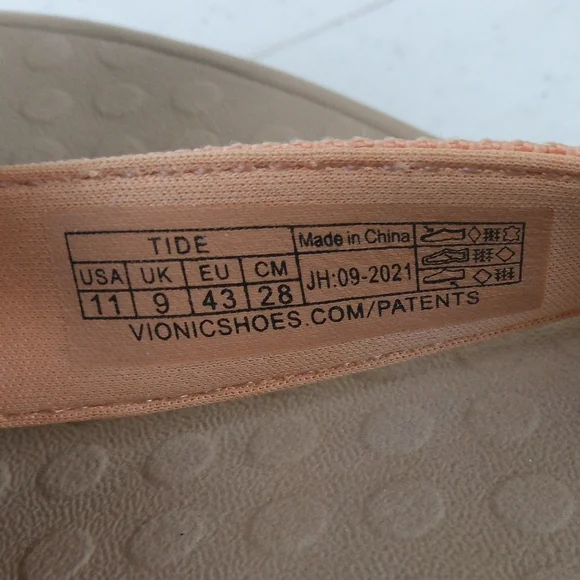 TIDE
USA UK EU CM
11 9 43 28
Made in China
JH:09-2021
VIONICSHOES.COM/PATENTS